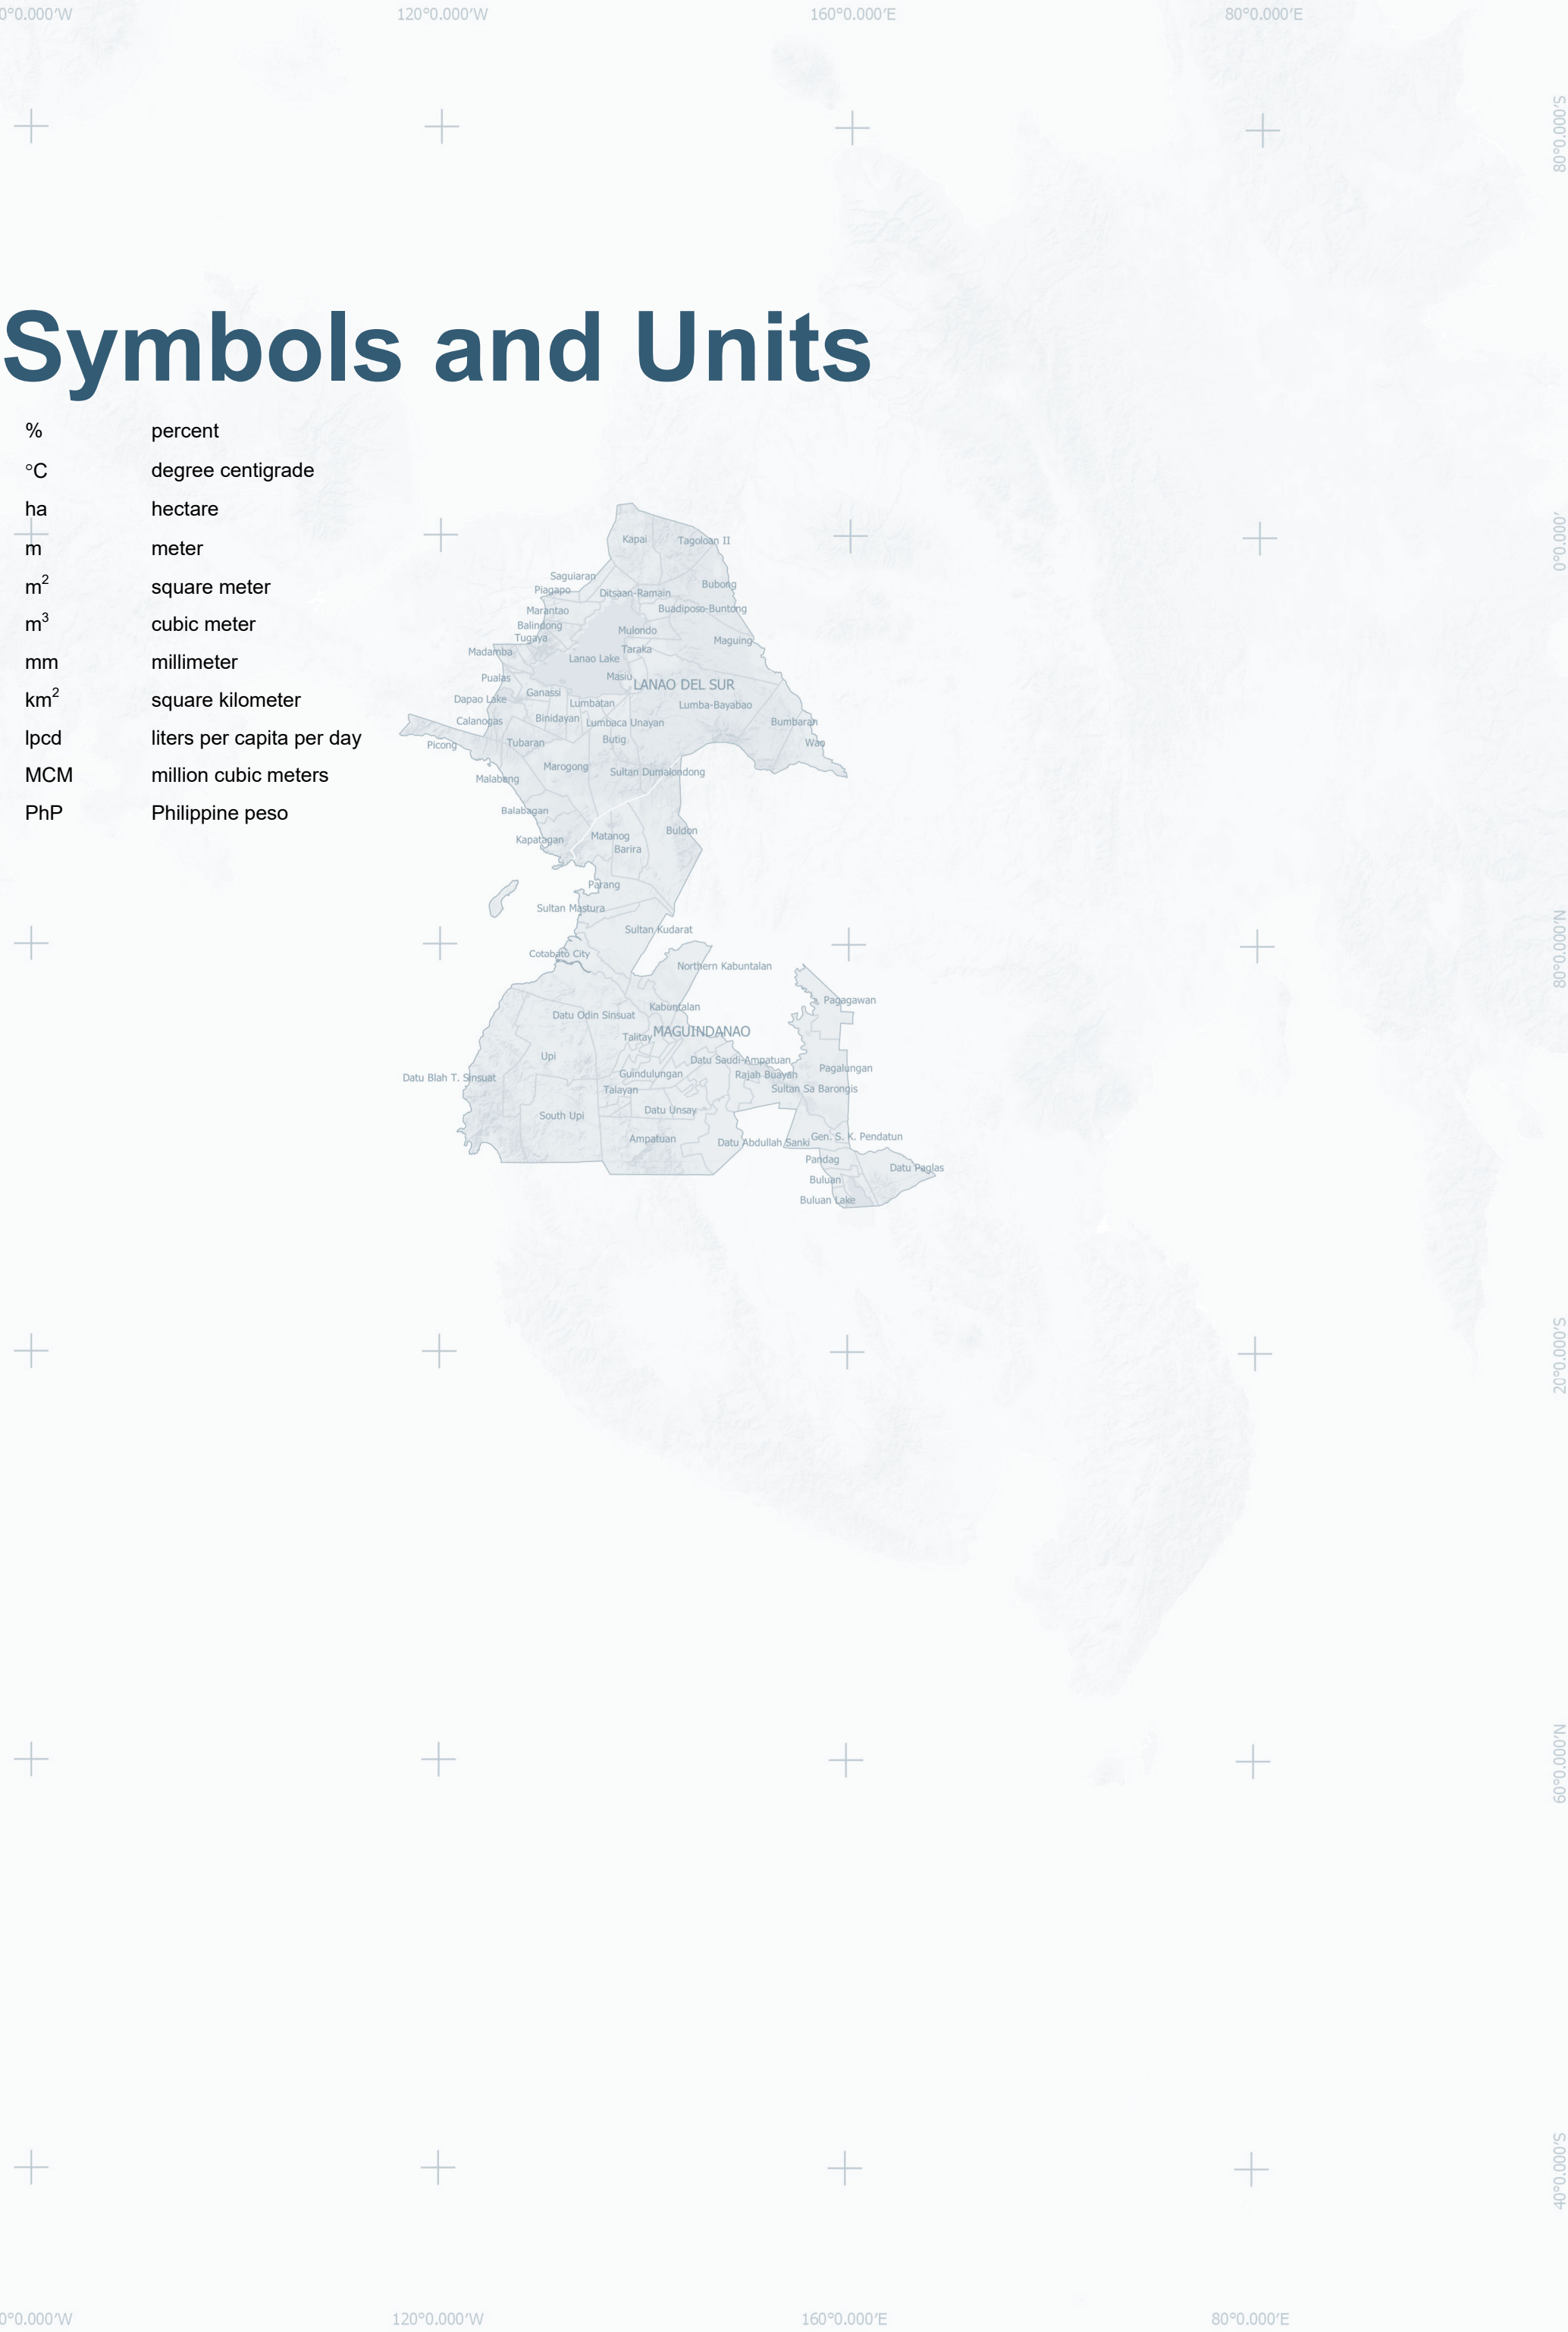 0°0.000′W 120°0.000′W 160°0.000′E 80°0.000′E
80°0.000′S
Symbols and Units
% percent
°C degree centigrade
ha hectare
m meter
m² square meter
m³ cubic meter
mm millimeter
km² square kilometer
lpcd liters per capita per day
MCM million cubic meters
PhP Philippine peso
0°0.000′
Kapai
Tagoloan II
Saguiaran
Piagapo
Ditsaan-Ramain
Bubong
Marantao
Buadiposo-Buntong
Balindong
Mulondo
Tugaya
Maguing
Madamba
Taraka
Lanao Lake
Pualas
Masiu
LANAO DEL SUR
Ganassi
Dapao Lake
Lumbatan
Lumba-Bayabao
Calanogas
Binidayan
Lumbaca Unayan
Bumbaran
Picong
Tubaran
Butig
Wao
Marogong
Sultan Dumalondong
Malabang
Balabagan
Kapatagan
Matanog
Buldon
Barira
Parang
Sultan Mastura
Sultan Kudarat
Cotabato City
Northern Kabuntalan
80°0.000′N
Pagagawan
Kabuntalan
Datu Odin Sinsuat
MAGUINDANAO
Talitay
Upi
Datu Saudi-Ampatuan
Pagalungan
Datu Blah T. Sinsuat
Guindulungan
Rajah Buayan
Talayan
Sultan Sa Barongis
South Upi
Datu Unsay
Ampatuan
Datu Abdullah Sanki
Gen. S. K. Pendatun
Pandag
Datu Paglas
Buluan
Buluan Lake
20°0.000′S
60°0.000′N
40°0.000′S
0°0.000′W 120°0.000′W 160°0.000′E 80°0.000′E